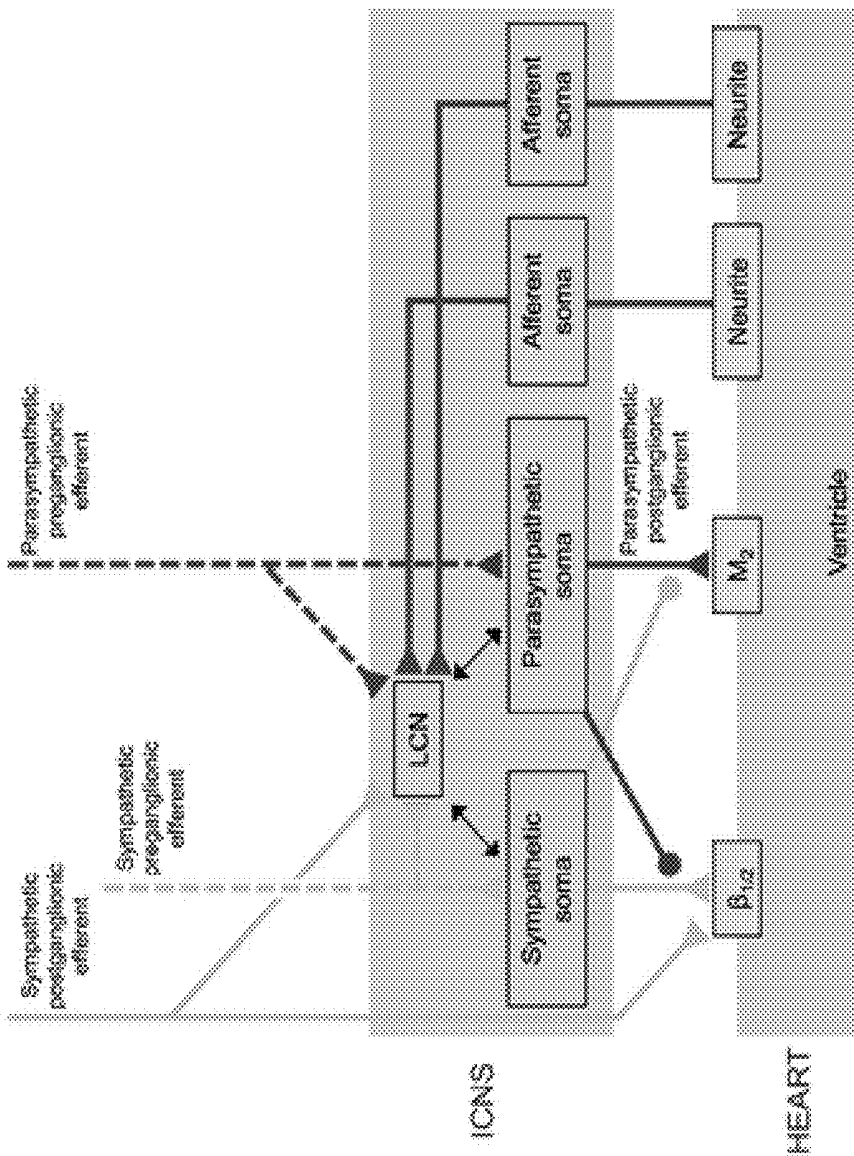 Sympathetic
postganglionic
efferent
Sympathetic
preganglionic
efferent
Parasympathetic
preganglionic
efferent
ICNS
LCN
Sympathetic
soma
Parasympathetic
soma
Afferent
soma
Afferent
soma
Parasympathetic
postganglionic
efferent
HEART
β1/2
M2
Neurite
Neurite
Ventricle